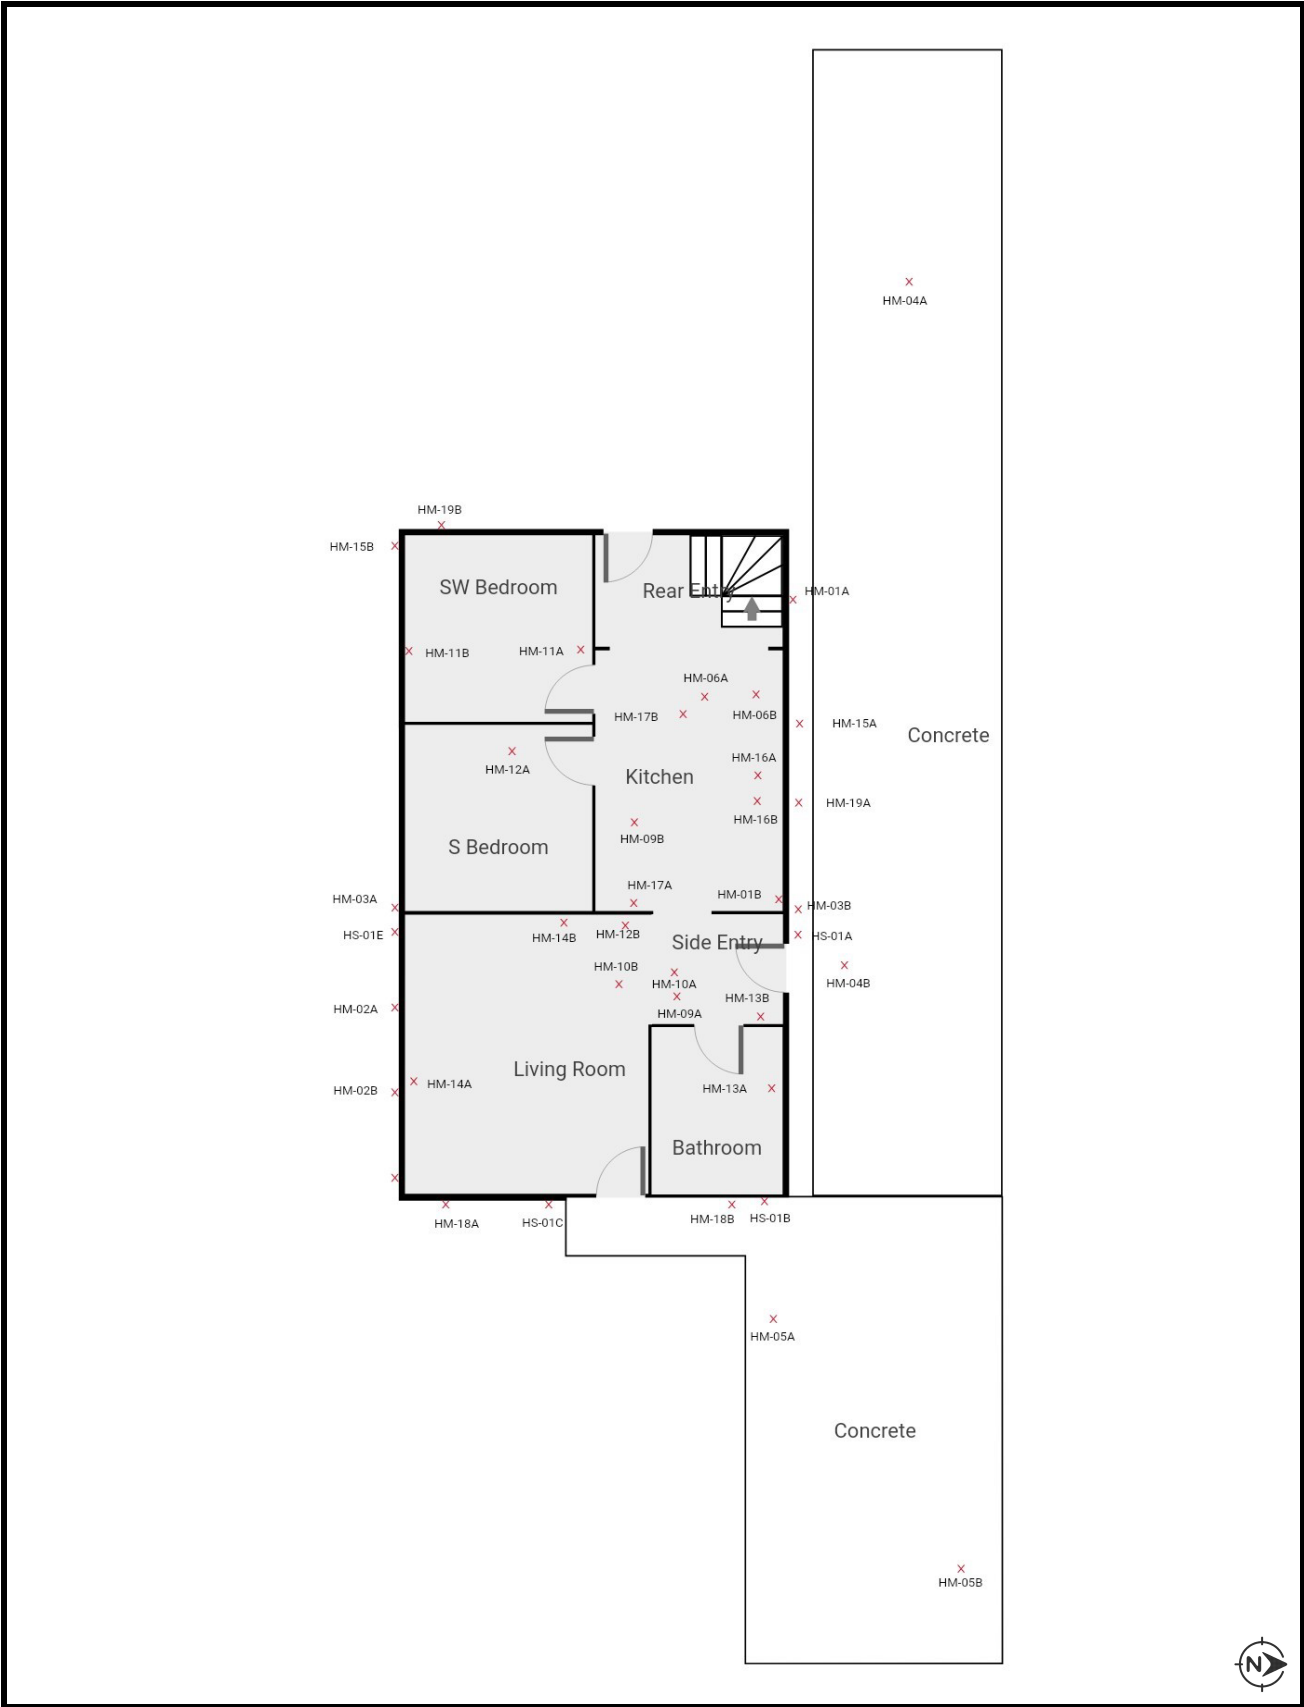 HM-04A
HM-19B
HM-15B
SW Bedroom
Rear Entry
HM-01A
HM-11B
HM-11A
HM-06A
HM-17B
HM-06B
HM-15A
Concrete
HM-16A
HM-12A
Kitchen
HM-19A
HM-16B
HM-09B
S Bedroom
HM-17A
HM-01B
HM-03A
HM-03B
HS-01E
HM-14B
HM-12B
Side Entry
HS-01A
HM-10B
HM-10A
HM-04B
HM-13B
HM-02A
HM-09A
Living Room
HM-14A
HM-02B
HM-13A
Bathroom
HM-18A
HS-01C
HM-18B
HS-01B
HM-05A
Concrete
HM-05B
N